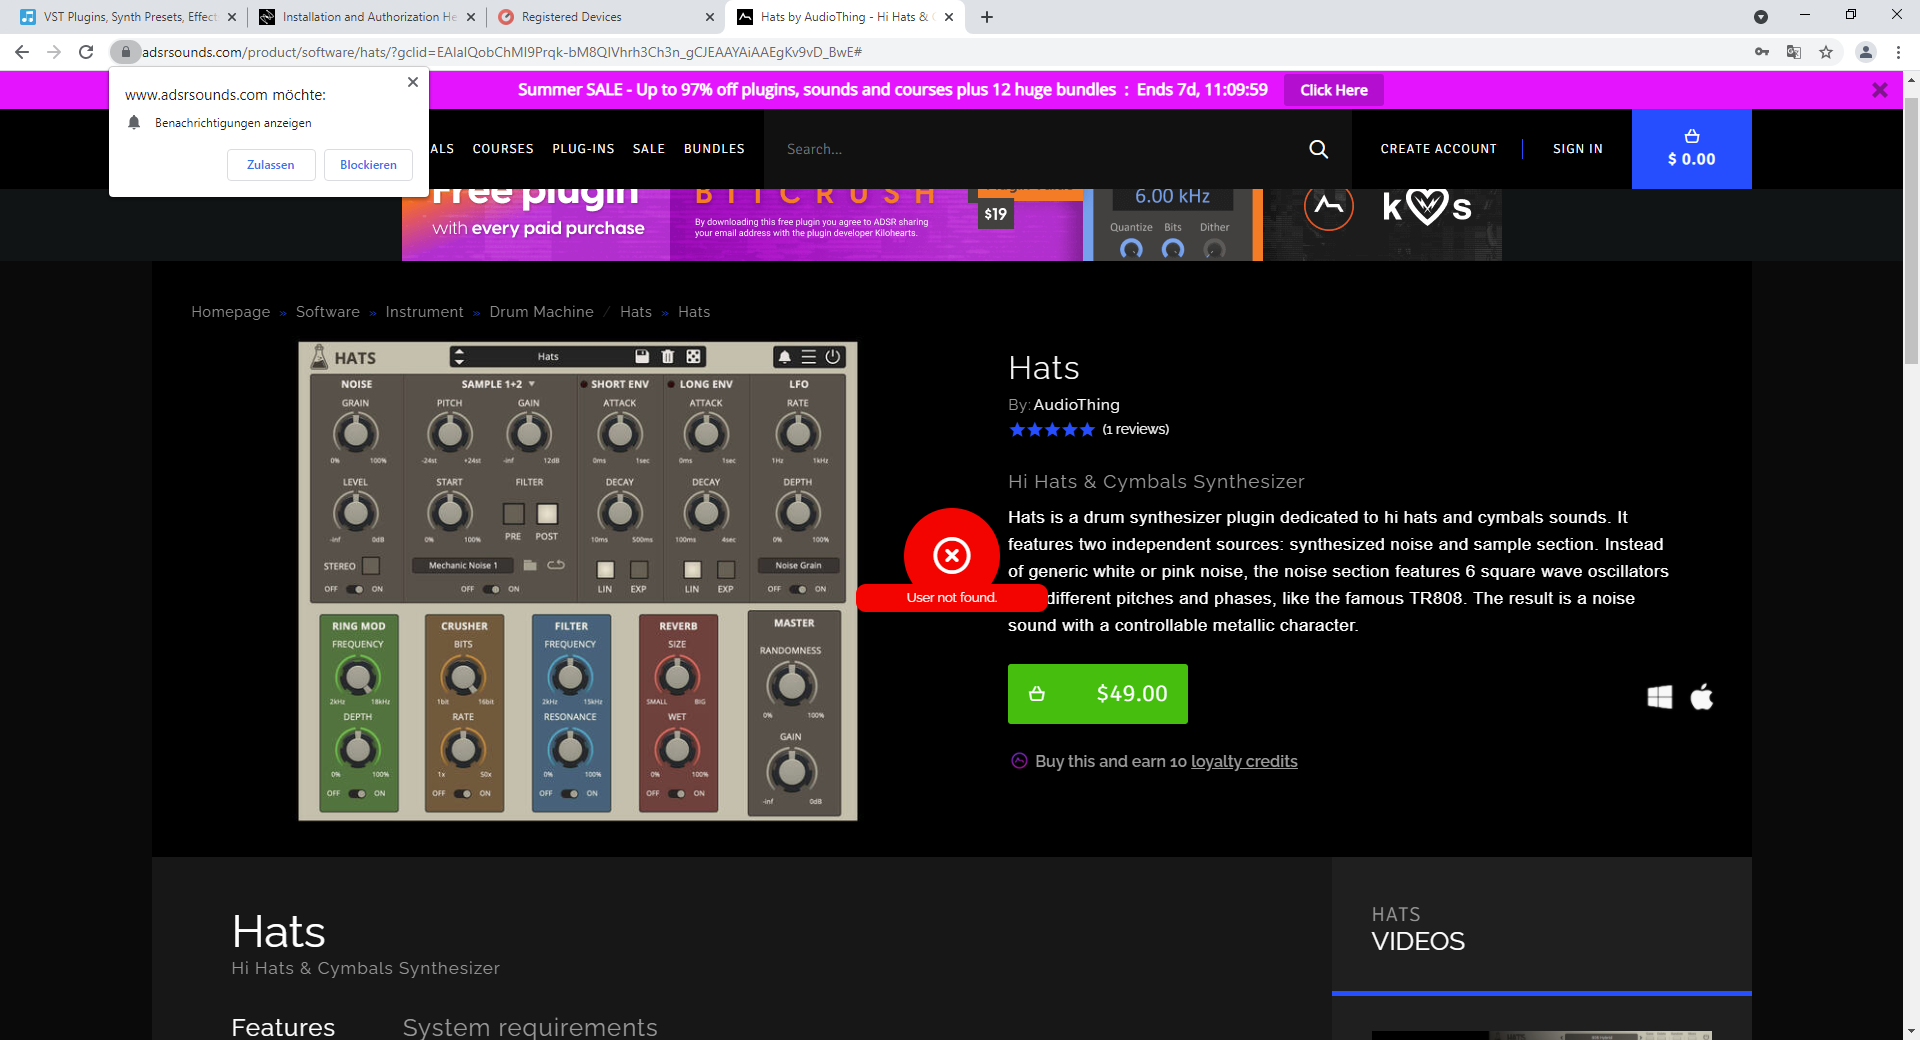 VST Plugins, Synth Presets, Effect
Installation and Authorization He
Registered Devices
Hats by AudioThing - Hi Hats &
adsrsounds.com/product/software/hats/?gclid=EAIaIQobChMI9Prqk-bM8QIVhrh3Ch3n_gCJEAAYAiAAEgKv9vD_BwE#
www.adsrsounds.com möchte:
Benachrichtigungen anzeigen
Zulassen
Blockieren
Summer SALE - Up to 97% off plugins, sounds and courses plus 12 huge bundles : Ends 7d, 11:09:59
Click Here
ALS
COURSES
PLUG-INS
SALE
BUNDLES
Search...
CREATE ACCOUNT
SIGN IN
$ 0.00
Free plugin
with every paid purchase
BITCRUSH
By downloading this free plugin you agree to ADSR sharing
your email address with the plugin developer Kilohearts.
$19
6.00 kHz
Quantize Bits Dither
k s
Homepage » Software » Instrument » Drum Machine / Hats » Hats
HATS
Hats
NOISE
SAMPLE 1+2
SHORT ENV
LONG ENV
LFO
GRAIN
PITCH
GAIN
ATTACK
ATTACK
RATE
0% 100%
-24st +24st
-inf 12dB
0ms 1sec
0ms 1sec
1Hz 1kHz
LEVEL
START
FILTER
DECAY
DECAY
DEPTH
PRE POST
-inf 0dB
0% 100%
10ms 500ms
100ms 4sec
0% 100%
STEREO
Mechanic Noise 1
Noise Grain
OFF ON
OFF ON
LIN EXP
LIN EXP
OFF ON
RING MOD
CRUSHER
FILTER
REVERB
MASTER
FREQUENCY
BITS
FREQUENCY
SIZE
RANDOMNESS
2kHz 18kHz
1bit 16bit
2kHz 15kHz
SMALL BIG
0% 100%
DEPTH
RATE
RESONANCE
WET
GAIN
0% 100%
1x 50x
0% 100%
0% 100%
OFF ON
OFF ON
OFF ON
OFF ON
-inf 0dB
Hats
By: AudioThing
(1 reviews)
Hi Hats & Cymbals Synthesizer
Hats is a drum synthesizer plugin dedicated to hi hats and cymbals sounds. It
features two independent sources: synthesized noise and sample section. Instead
of generic white or pink noise, the noise section features 6 square wave oscillators
different pitches and phases, like the famous TR808. The result is a noise
sound with a controllable metallic character.
User not found.
$49.00
Buy this and earn 10 loyalty credits
Hats
Hi Hats & Cymbals Synthesizer
Features
System requirements
HATS
VIDEOS